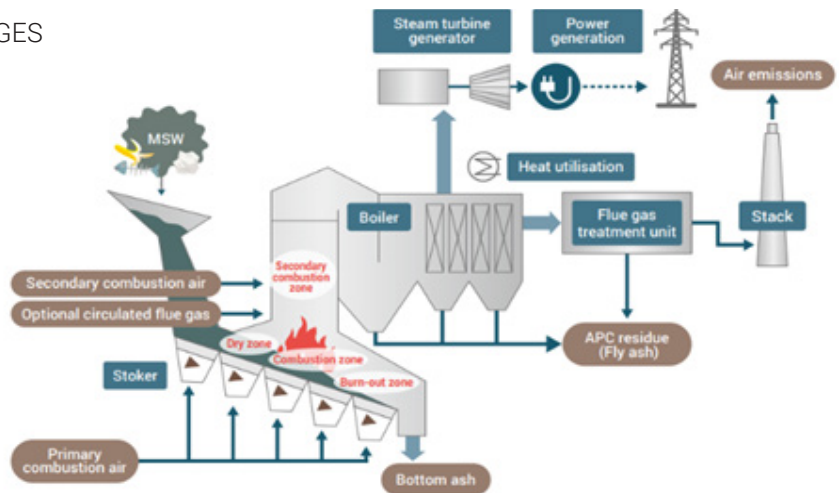 GES
Steam turbine
generator
Power
generation
Air emissions
MSW
Heat utilisation
Boiler
Flue gas
treatment unit
Stack
Secondary
combustion
zone
Secondary combustion air
Optional circulated flue gas
Dry zone
Combustion zone
Burn-out zone
APC residue
(Fly ash)
Stoker
Primary
combustion air
Bottom ash